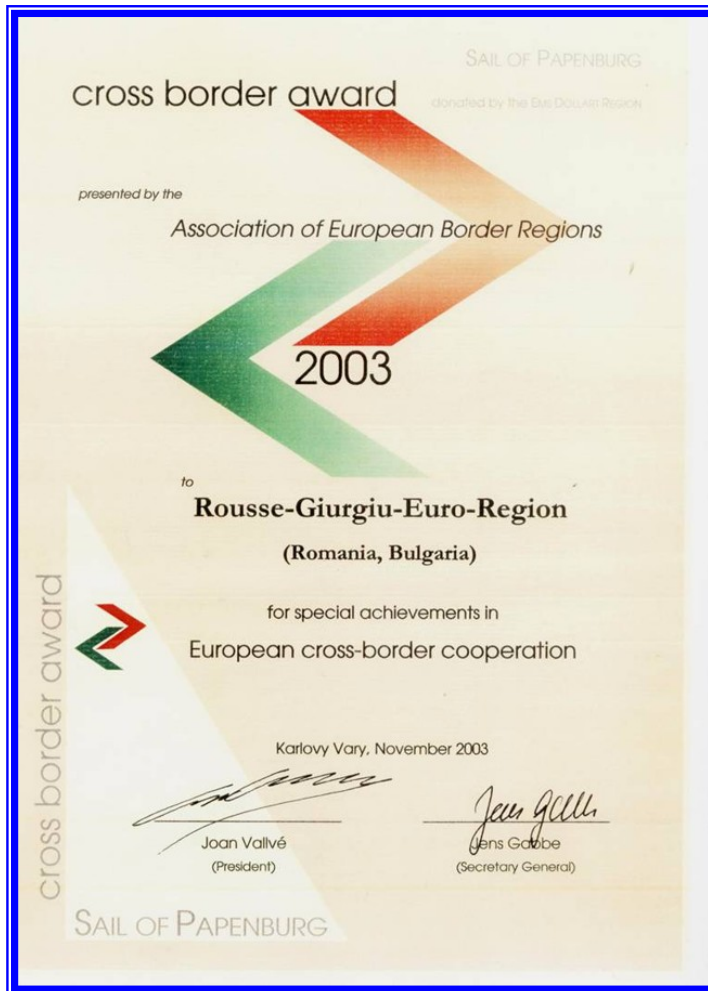 SAIL OF PAPENBURG
cross border award
donated by the EMS DOLLART REGION
presented by the
Association of European Border Regions
2003
to
Rousse-Giurgiu-Euro-Region
(Romania, Bulgaria)
for special achievements in
European cross-border cooperation
cross border award
Karlovy Vary, November 2003
Joan Vallvé
(President)
Jens Gabbe
(Secretary General)
SAIL OF PAPENBURG